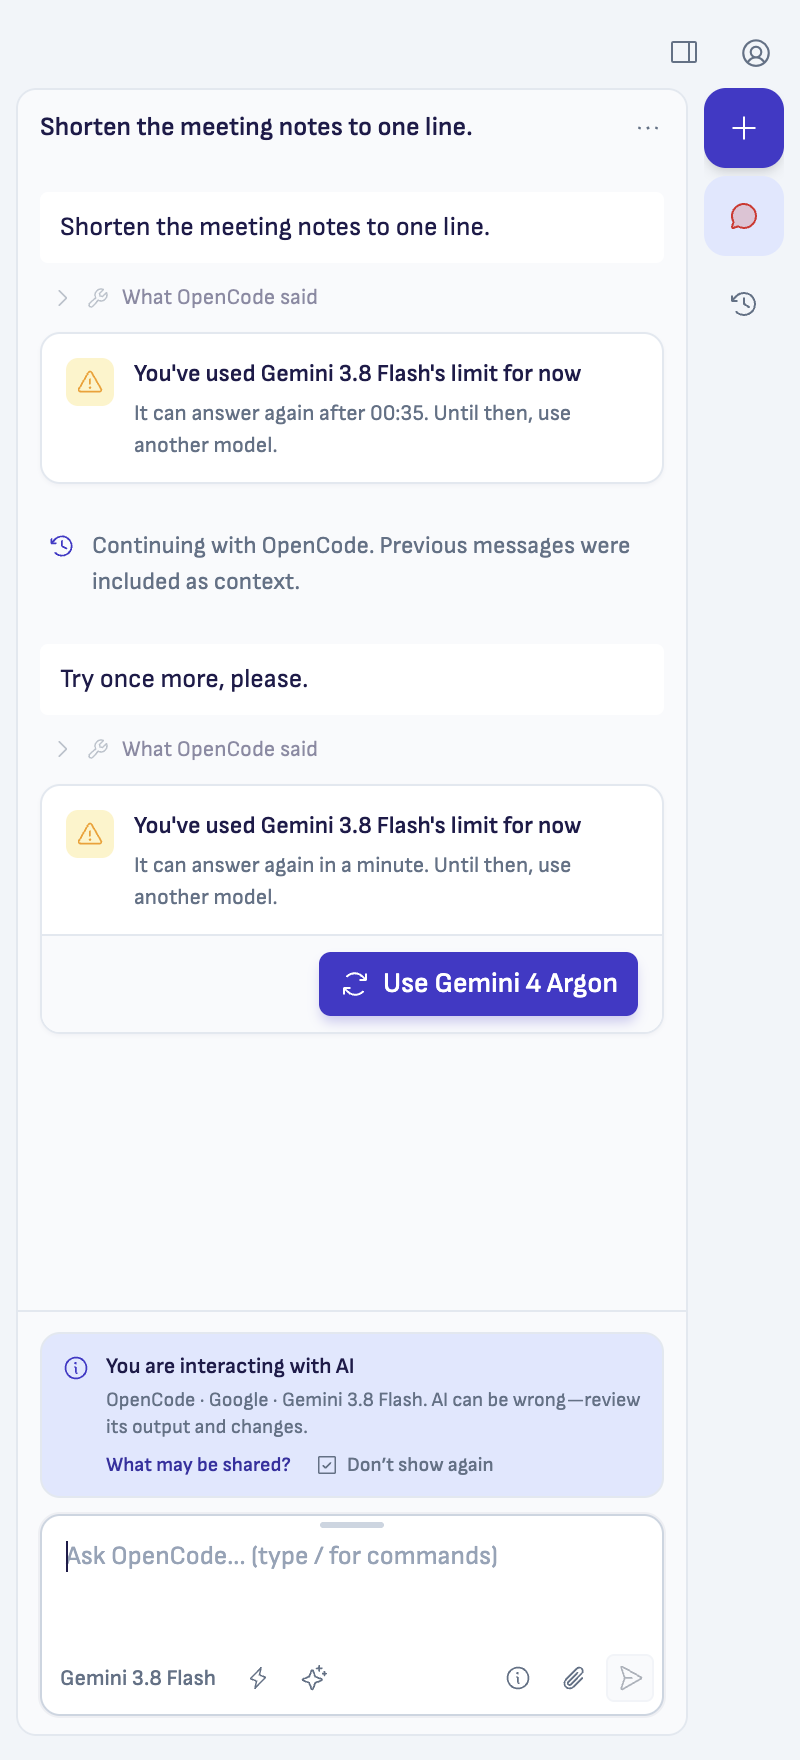 Shorten the meeting notes to one line.
Shorten the meeting notes to one line.
What OpenCode said
You've used Gemini 3.8 Flash's limit for now
It can answer again after 00:35. Until then, use
another model.
Continuing with OpenCode. Previous messages were
included as context.
Try once more, please.
What OpenCode said
You've used Gemini 3.8 Flash's limit for now
It can answer again in a minute. Until then, use
another model.
Use Gemini 4 Argon
You are interacting with AI
OpenCode · Google · Gemini 3.8 Flash. AI can be wrong—review
its output and changes.
What may be shared? Don’t show again
Ask OpenCode... (type / for commands)
Gemini 3.8 Flash